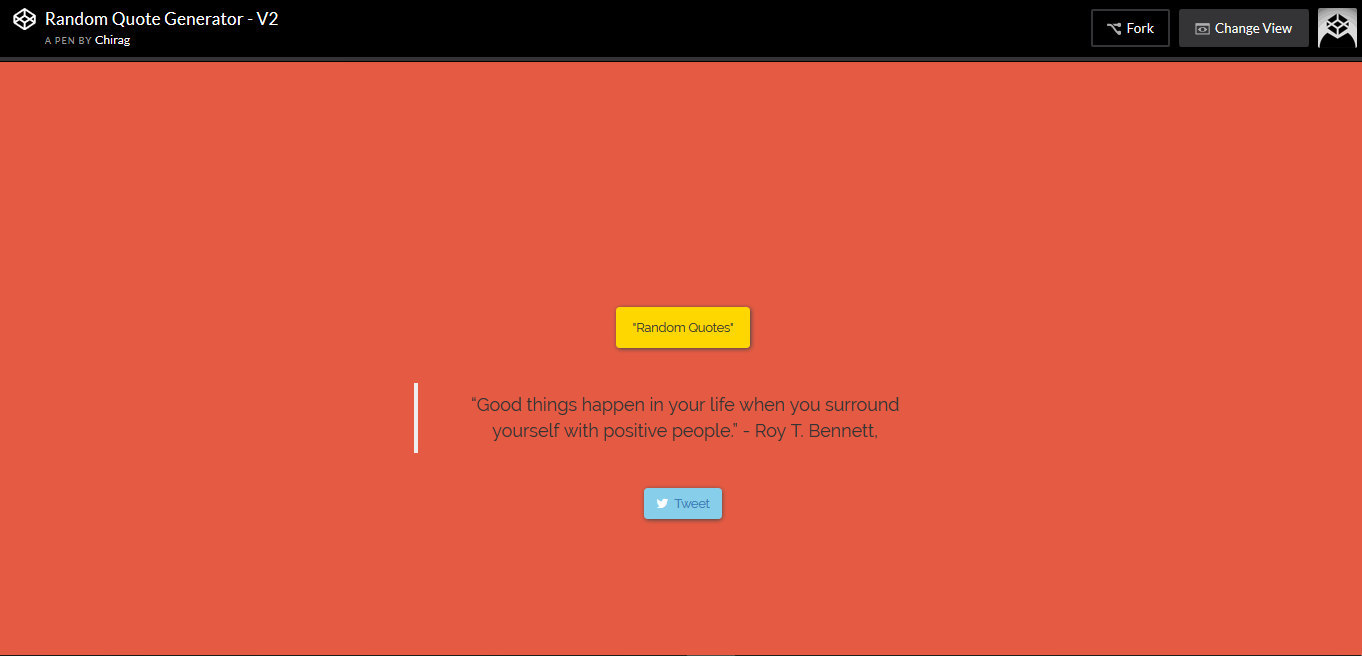 Random Quote Generator - V2
A PEN BY Chirag
Fork
Change View
"Random Quotes"
“Good things happen in your life when you surround
yourself with positive people.” - Roy T. Bennett,
Tweet